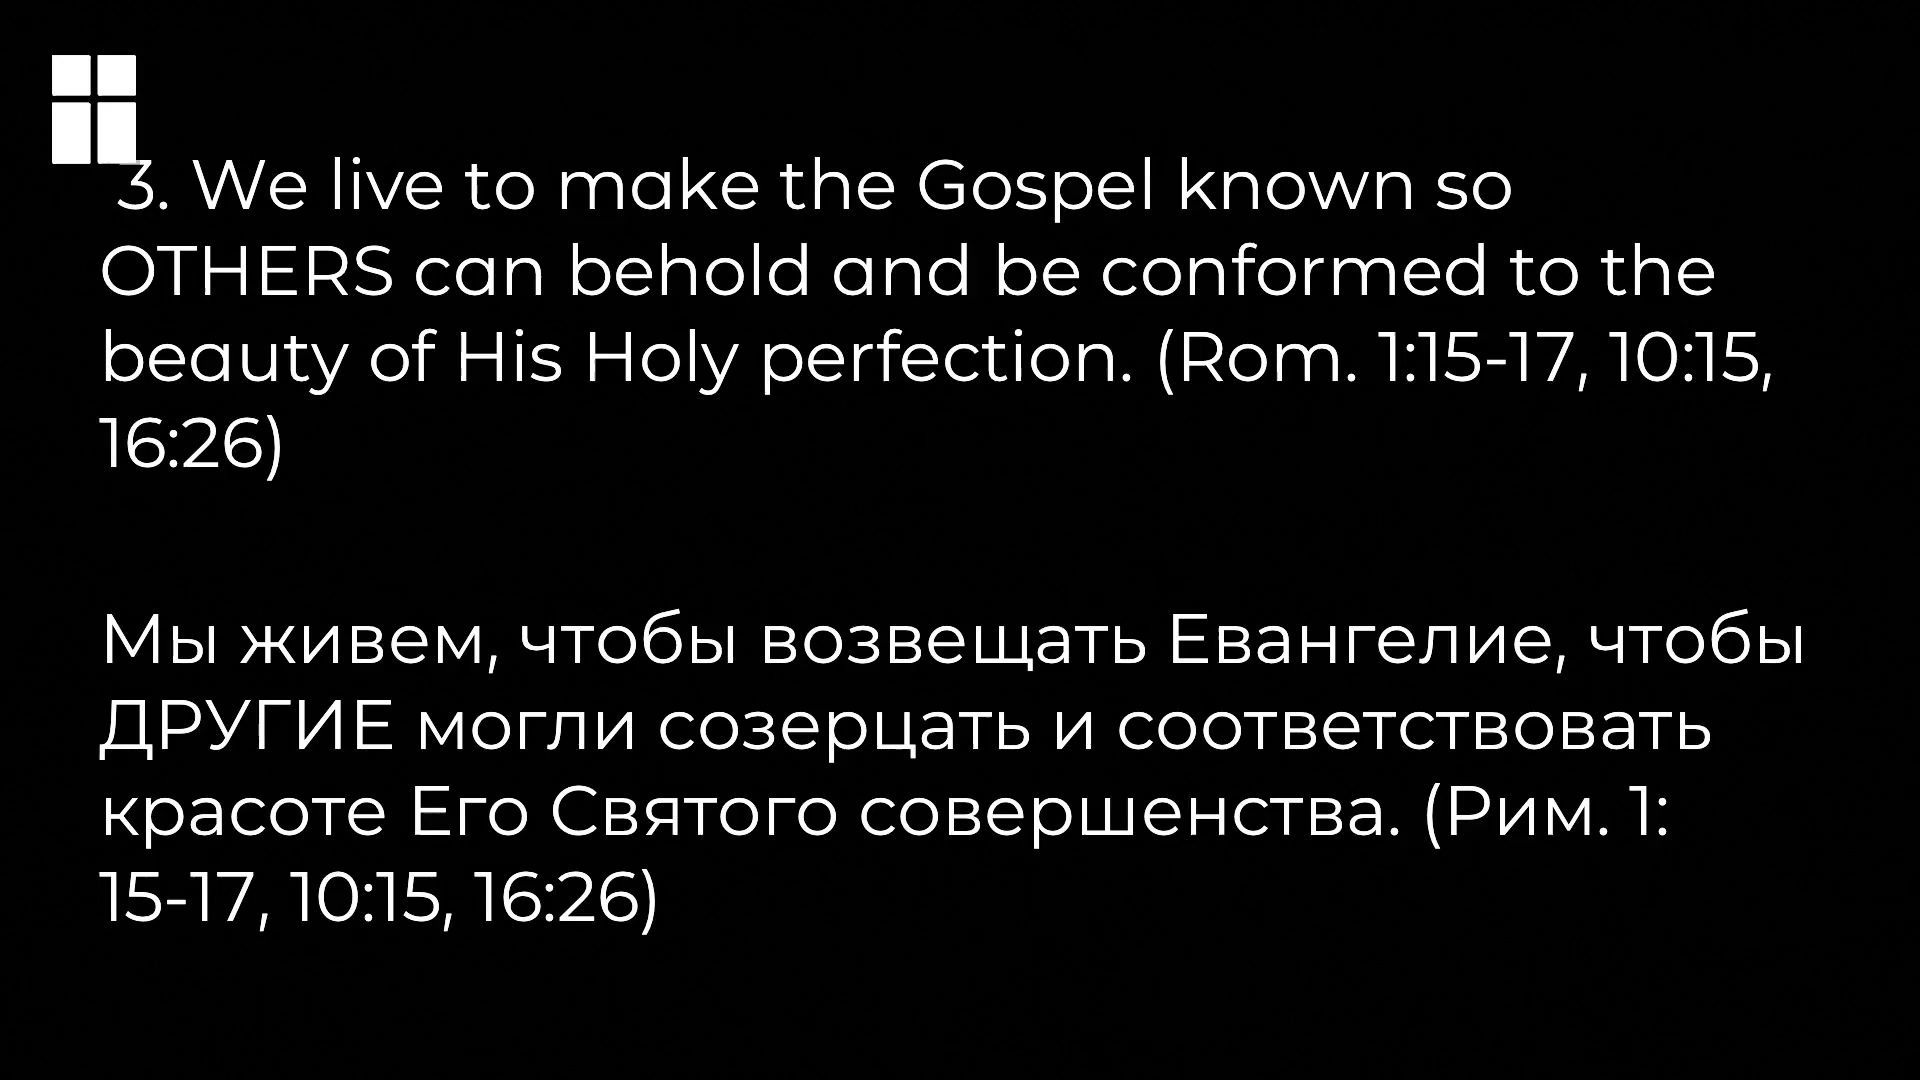 3. We live to make the Gospel known so
OTHERS can behold and be conformed to the
beauty of His Holy perfection. (Rom. 1:15-17, 10:15,
16:26)
Мы живем, чтобы возвещать Евангелие, чтобы
ДРУГИЕ могли созерцать и соответствовать
красоте Его Святого совершенства. (Рим. 1:
15-17, 10:15, 16:26)